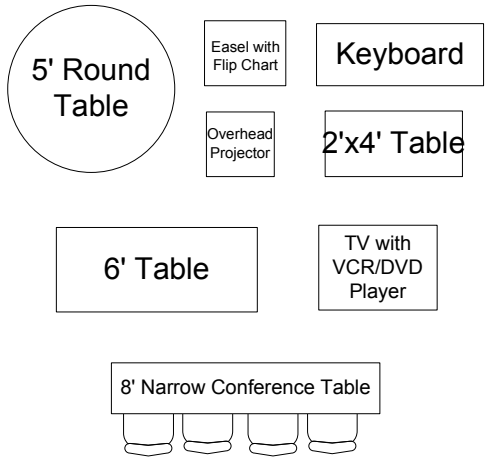 5' Round
Table
Easel with
Flip Chart
Keyboard
Overhead
Projector
2'x4' Table
6' Table
TV with
VCR/DVD
Player
8' Narrow Conference Table